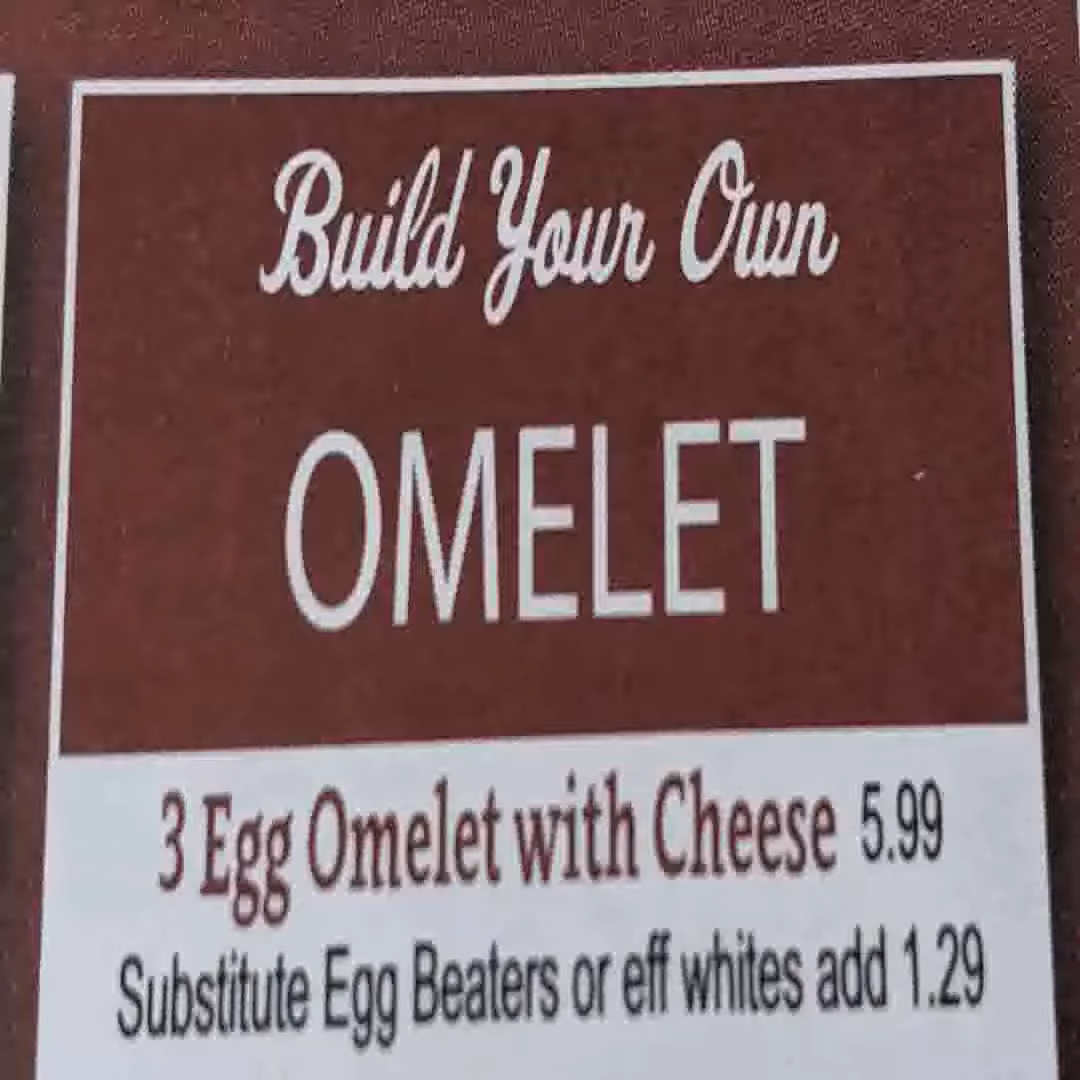 Build Your Own
OMELET
3 Egg Omelet with Cheese 5.99
Substitute Egg Beaters or eff whites add 1.29